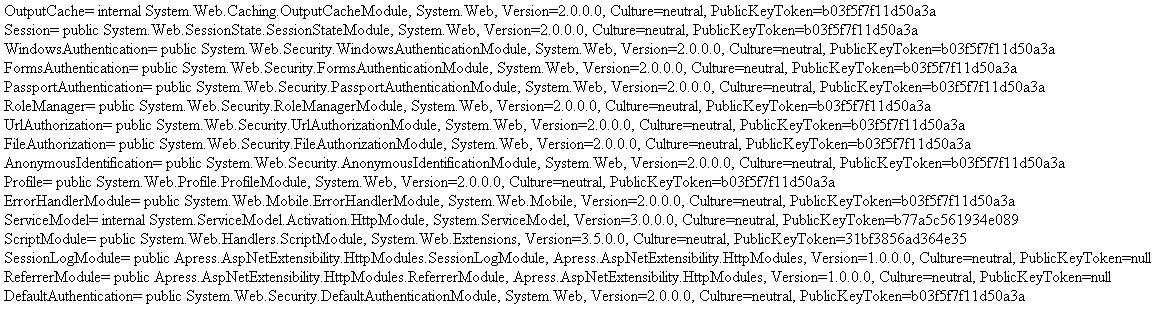 OutputCache= internal System.Web.Caching.OutputCacheModule, System.Web, Version=2.0.0.0, Culture=neutral, PublicKeyToken=b03f5f7f11d50a3a
Session= public System.Web.SessionState.SessionStateModule, System.Web, Version=2.0.0.0, Culture=neutral, PublicKeyToken=b03f5f7f11d50a3a
WindowsAuthentication= public System.Web.Security.WindowsAuthenticationModule, System.Web, Version=2.0.0.0, Culture=neutral, PublicKeyToken=b03f5f7f11d50a3a
FormsAuthentication= public System.Web.Security.FormsAuthenticationModule, System.Web, Version=2.0.0.0, Culture=neutral, PublicKeyToken=b03f5f7f11d50a3a
PassportAuthentication= public System.Web.Security.PassportAuthenticationModule, System.Web, Version=2.0.0.0, Culture=neutral, PublicKeyToken=b03f5f7f11d50a3a
RoleManager= public System.Web.Security.RoleManagerModule, System.Web, Version=2.0.0.0, Culture=neutral, PublicKeyToken=b03f5f7f11d50a3a
UrlAuthorization= public System.Web.Security.UrlAuthorizationModule, System.Web, Version=2.0.0.0, Culture=neutral, PublicKeyToken=b03f5f7f11d50a3a
FileAuthorization= public System.Web.Security.FileAuthorizationModule, System.Web, Version=2.0.0.0, Culture=neutral, PublicKeyToken=b03f5f7f11d50a3a
AnonymousIdentification= public System.Web.Security.AnonymousIdentificationModule, System.Web, Version=2.0.0.0, Culture=neutral, PublicKeyToken=b03f5f7f11d50a3a
Profile= public System.Web.Profile.ProfileModule, System.Web, Version=2.0.0.0, Culture=neutral, PublicKeyToken=b03f5f7f11d50a3a
ErrorHandlerModule= public System.Web.Mobile.ErrorHandlerModule, System.Web.Mobile, Version=2.0.0.0, Culture=neutral, PublicKeyToken=b03f5f7f11d50a3a
ServiceModel= internal System.ServiceModel.Activation.HttpModule, System.ServiceModel, Version=3.0.0.0, Culture=neutral, PublicKeyToken=b77a5c561934e089
ScriptModule= public System.Web.Handlers.ScriptModule, System.Web.Extensions, Version=3.5.0.0, Culture=neutral, PublicKeyToken=31bf3856ad364e35
SessionLogModule= public Apress.AspNetExtensibility.HttpModules.SessionLogModule, Apress.AspNetExtensibility.HttpModules, Version=1.0.0.0, Culture=neutral, PublicKeyToken=null
ReferrerModule= public Apress.AspNetExtensibility.HttpModules.ReferrerModule, Apress.AspNetExtensibility.HttpModules, Version=1.0.0.0, Culture=neutral, PublicKeyToken=null
DefaultAuthentication= public System.Web.Security.DefaultAuthenticationModule, System.Web, Version=2.0.0.0, Culture=neutral, PublicKeyToken=b03f5f7f11d50a3a